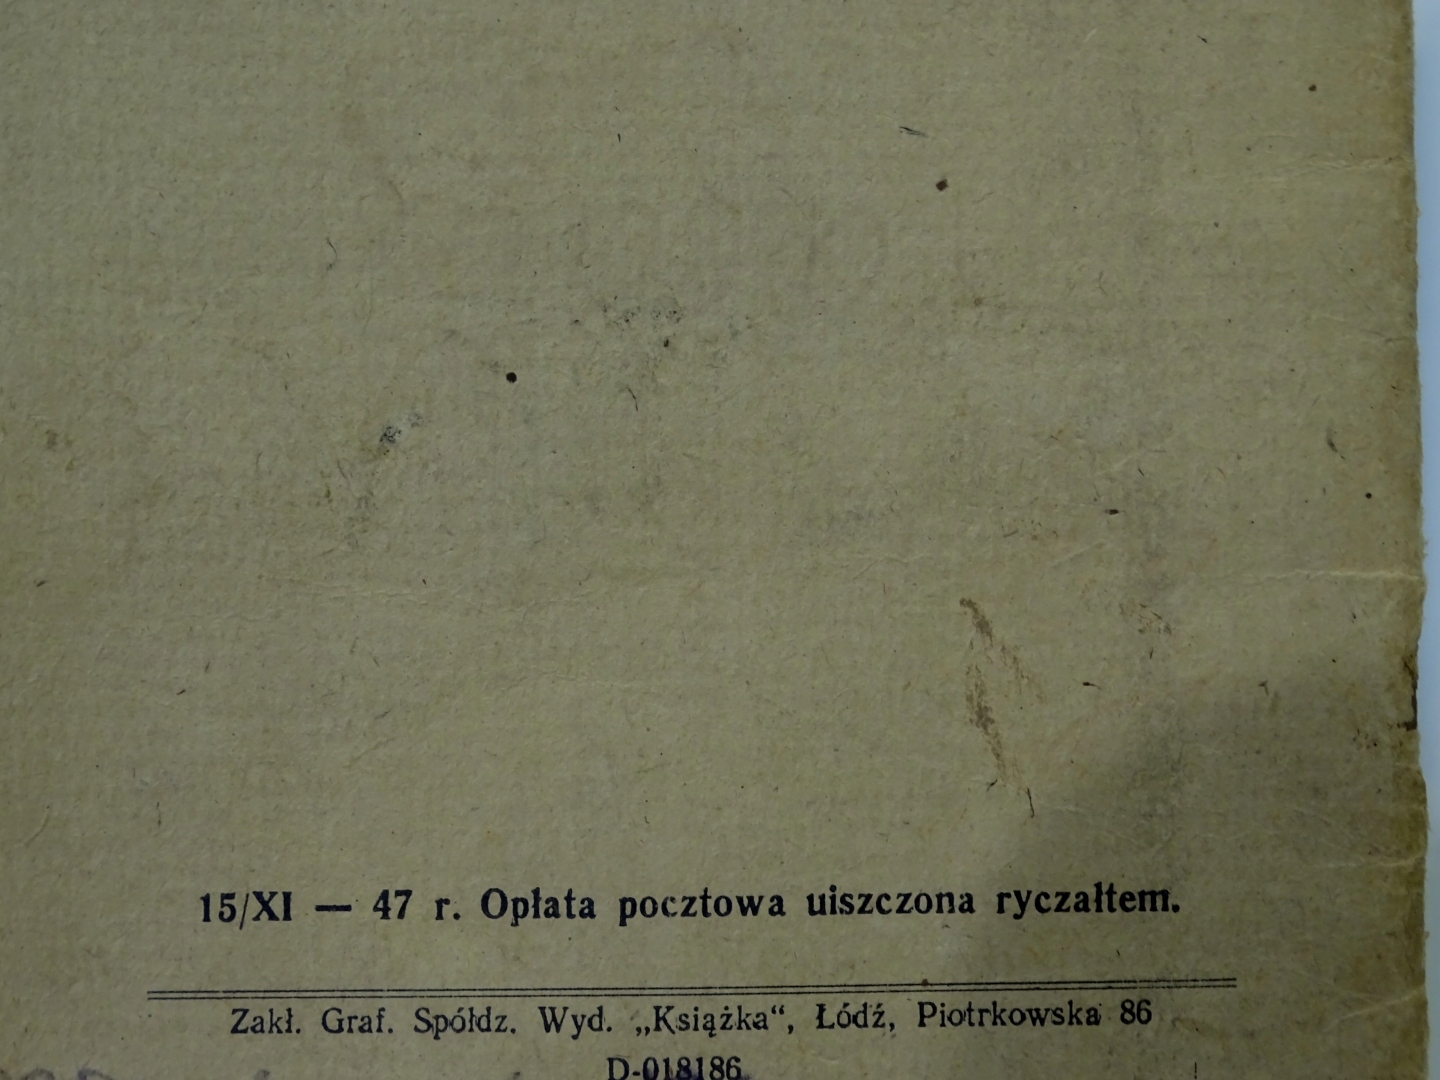 15/XI — 47 r. Opłata pocztowa uiszczona ryczałtem.
Zakł. Graf. Spółdz. Wyd. „Książka“, Łódź, Piotrkowska 86
D-018186